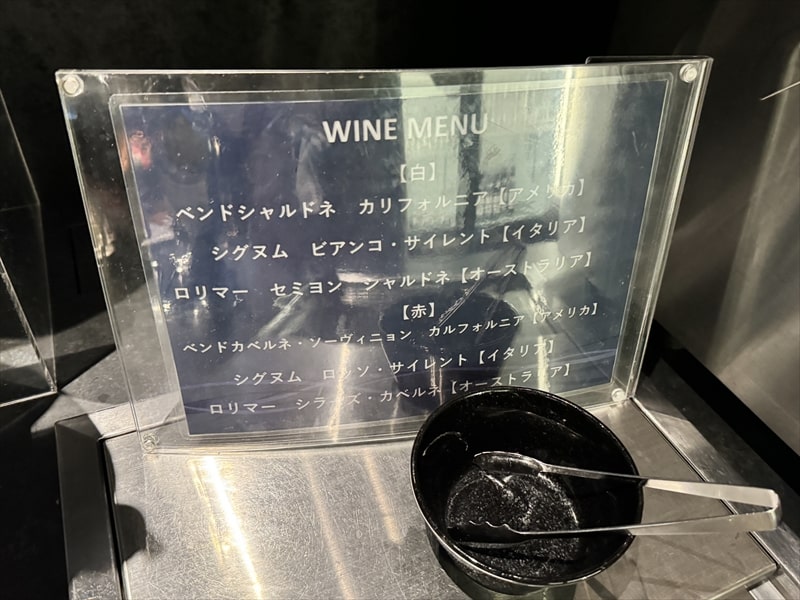 WINE MENU
【白】
ベンドシャルドネ　カリフォルニア【アメリカ】
シグヌム　ビアンコ・サイレント【イタリア】
ロリマー　セミヨン　シャルドネ【オーストラリア】
【赤】
ベンドカベルネ・ソーヴィニョン　カルフォルニア【アメリカ】
シグヌム　ロッソ・サイレント【イタリア】
ロリマー　シラーズ・カベルネ【オーストラリア】